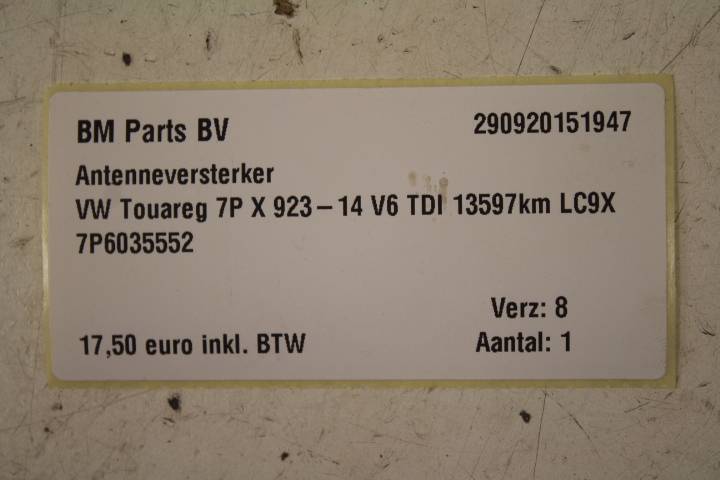 BM Parts BV 290920151947
Antenneversterker
VW Touareg 7P X 923-14 V6 TDI 13597km LC9X
7P6035552
Verz: 8
17,50 euro inkl. BTW Aantal: 1